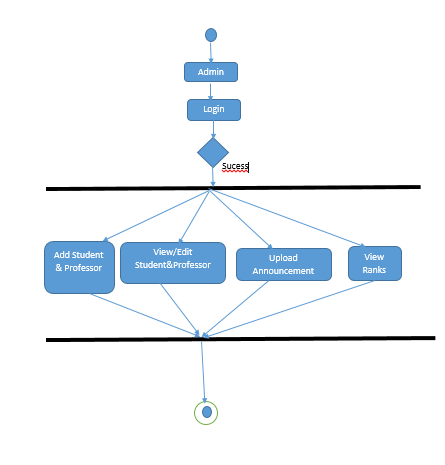 Admin
Login
Sucess
Add Student
& Professor
View/Edit
Student&Professor
Upload
Announcement
View
Ranks